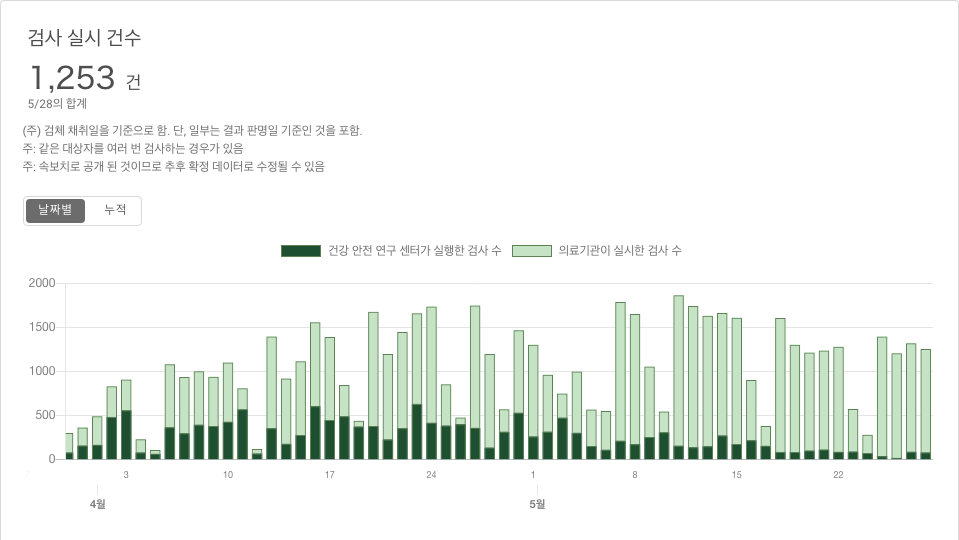 검사 실시 건수
1,253 건
5/28의 합계
(주) 검체 채취일을 기준으로 함. 단, 일부는 결과 판명일 기준인 것을 포함.
주: 같은 대상자를 여러 번 검사하는 경우가 있음
주: 속보치로 공개 된 것이므로 추후 확정 데이터로 수정될 수 있음
날짜별 누적
건강 안전 연구 센터가 실행한 검사 수 의료기관이 실시한 검사 수
2000
1500
1000
500
0
3 10 17 24 1 8 15 22
4월 5월